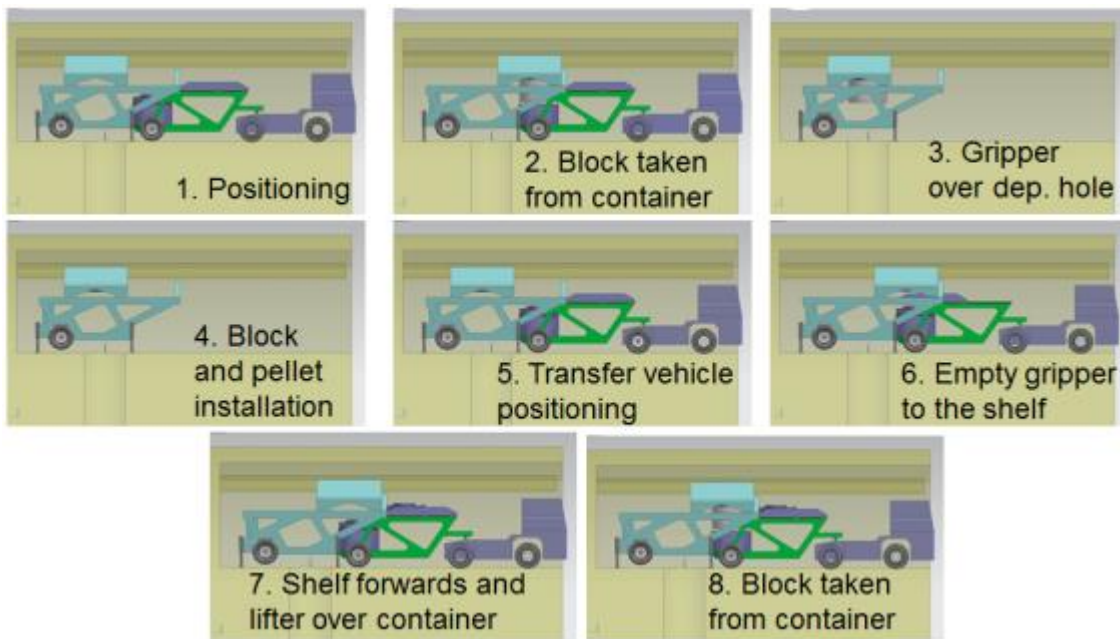 1. Positioning
2. Block taken
from container
3. Gripper
over dep. hole
4. Block
and pellet
installation
5. Transfer vehicle
positioning
6. Empty gripper
to the shelf
7. Shelf forwards and
lifter over container
8. Block taken
from container